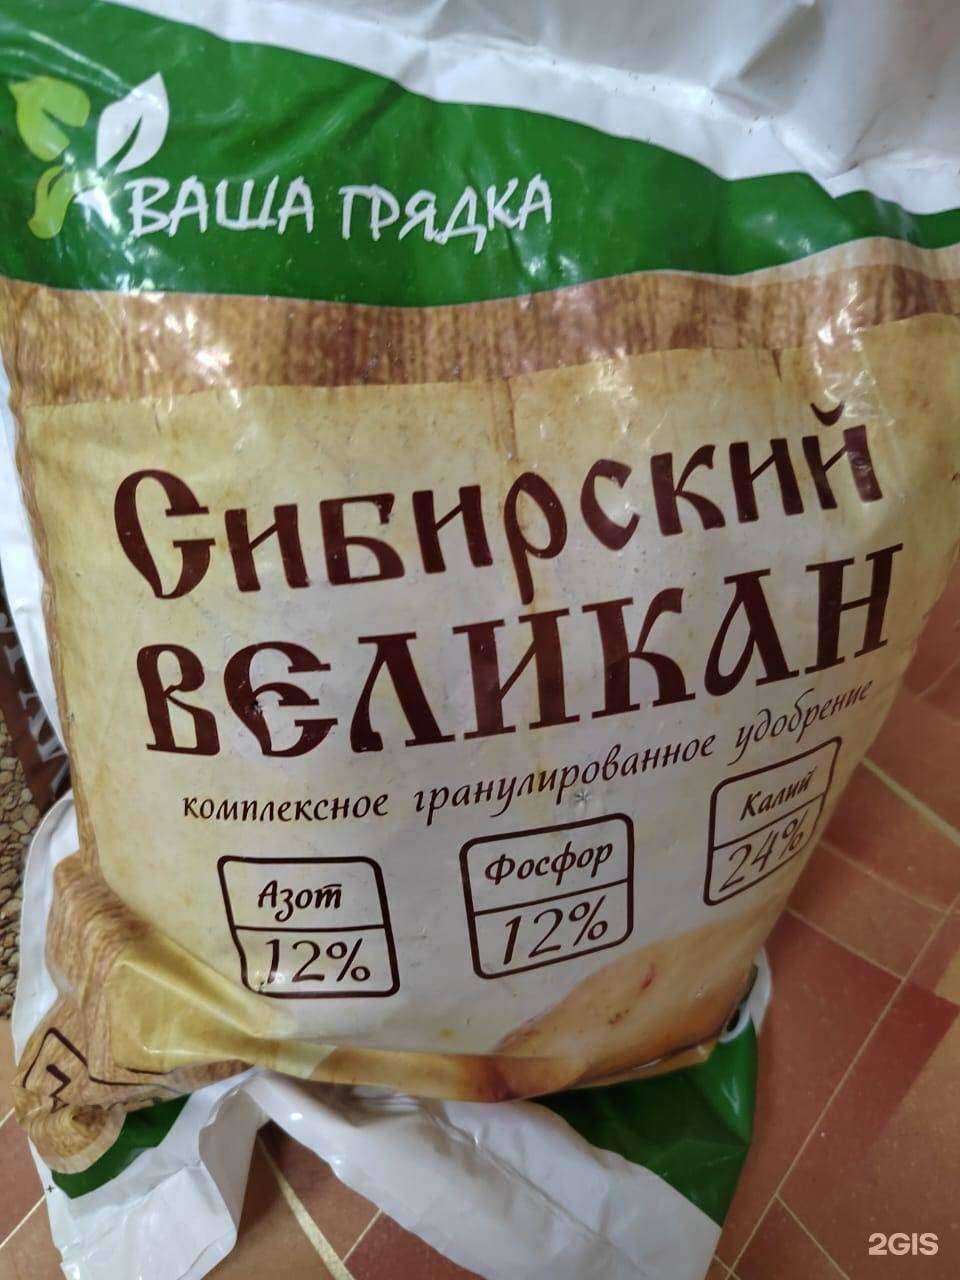 ВАША ГРЯДКА
Сибирский
ВЕЛИКАН
комплексное гранулированное удобрение
Азот
12%
Фосфор
12%
Калий
24%
2GIS